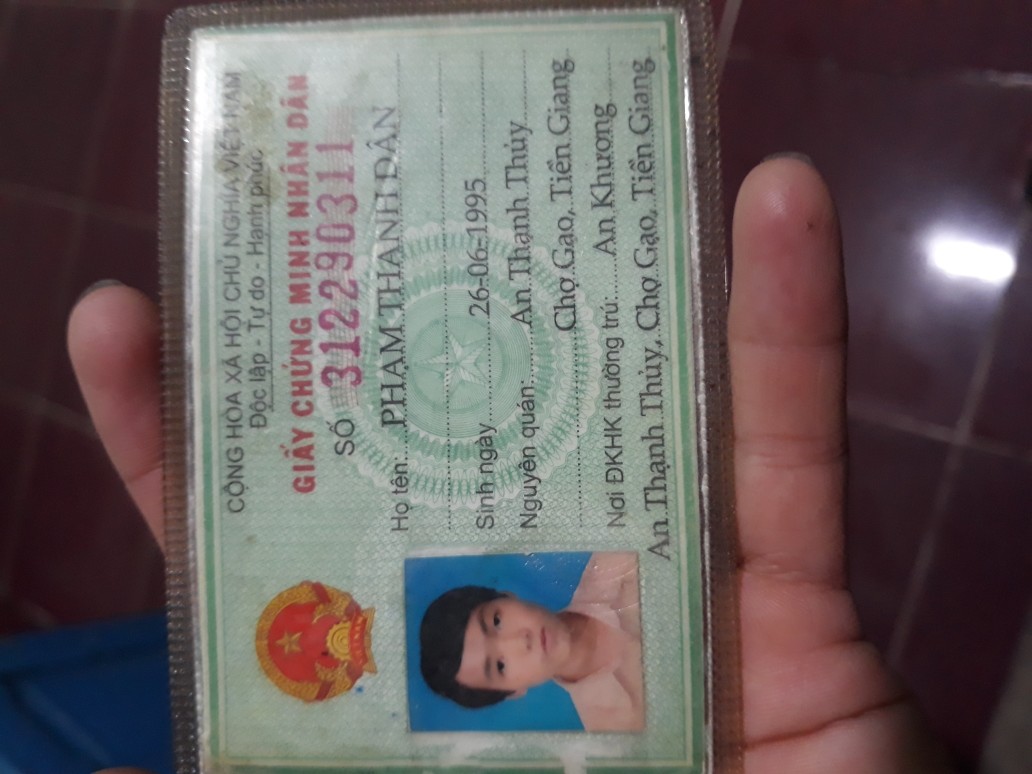 CỘNG HÒA XÃ HỘI CHỦ NGHĨA VIỆT NAM
Độc lập - Tự do - Hạnh phúc
GIẤY CHỨNG MINH NHÂN DÂN
SỐ 312290311
Họ tên: PHẠM THANH DÂN
Sinh ngày 26-06-1995
Nguyên quán: An Thạnh Thủy
Chợ Gạo, Tiền Giang
Nơi ĐKHK thường trú: An Khương
An Thạnh Thủy, Chợ Gạo, Tiền Giang